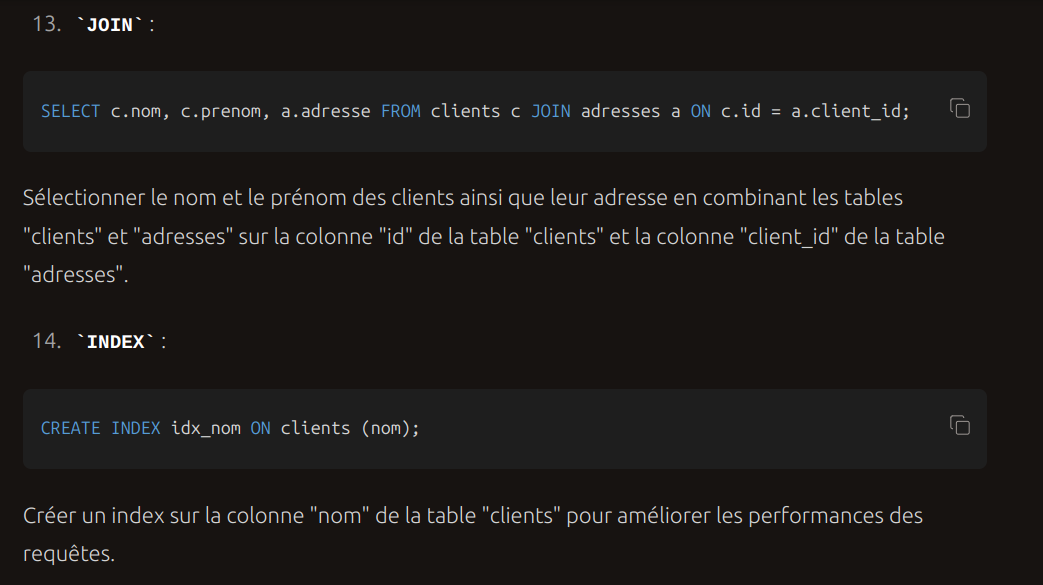 13. `JOIN` :
SELECT c.nom, c.prenom, a.adresse FROM clients c JOIN adresses a ON c.id = a.client_id;
Sélectionner le nom et le prénom des clients ainsi que leur adresse en combinant les tables
"clients" et "adresses" sur la colonne "id" de la table "clients" et la colonne "client_id" de la table
"adresses".
14. `INDEX` :
CREATE INDEX idx_nom ON clients (nom);
Créer un index sur la colonne "nom" de la table "clients" pour améliorer les performances des
requêtes.